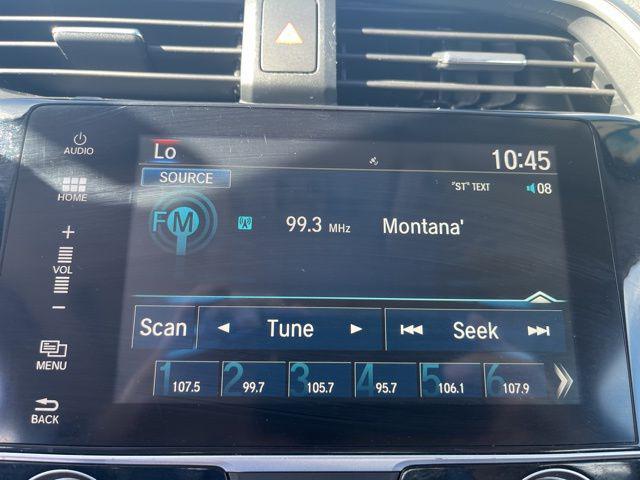 AUDIO
HOME
+
VOL
−
MENU
BACK
Lo 10:45
SOURCE "ST" TEXT 08
FM 99.3 MHz Montana'
Scan Tune Seek
1 107.5 2 99.7 3 105.7 4 95.7 5 106.1 6 107.9